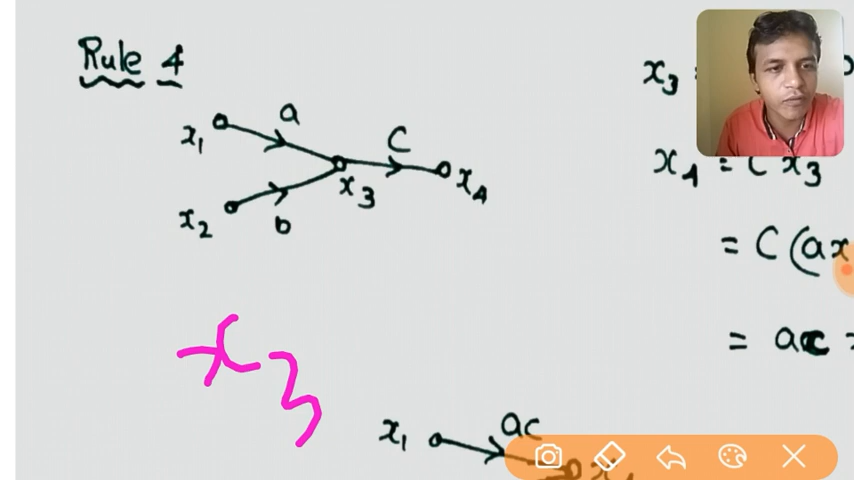 Rule 4
x₁ a
x₂ b
x₃ C x₄
x₃ =
x₄ = C x₃
= C (ax
= ac
x3
x₁ ac